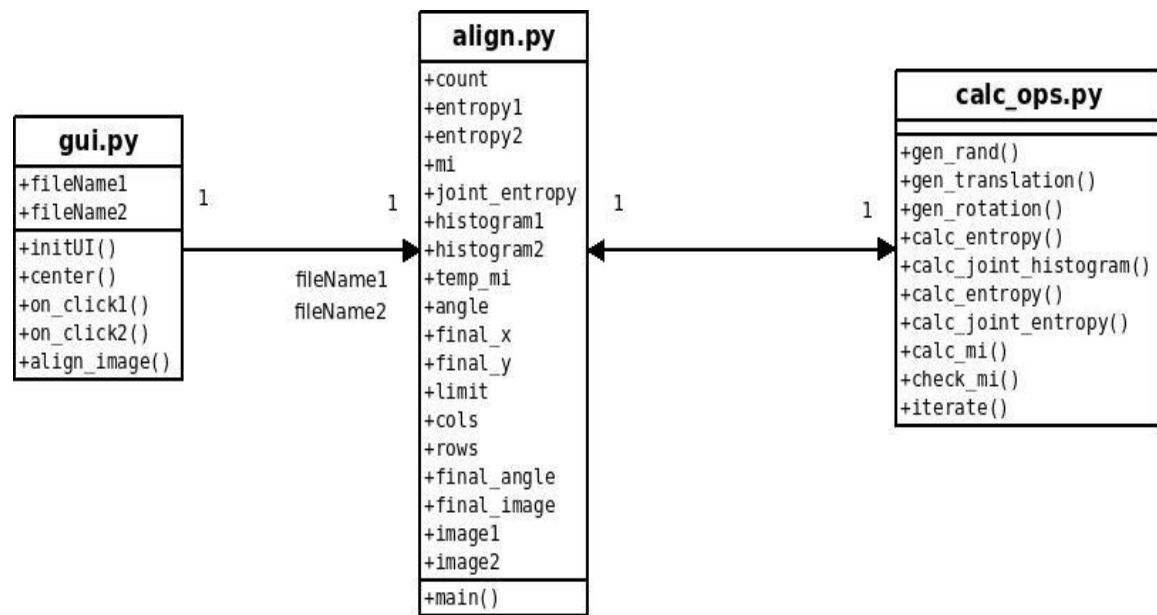 gui.py
+fileName1
+fileName2
+initUI()
+center()
+on_click1()
+on_click2()
+align_image()
1
1
fileName1
fileName2
align.py
+count
+entropy1
+entropy2
+mi
+joint_entropy
+histogram1
+histogram2
+temp_mi
+angle
+final_x
+final_y
+limit
+cols
+rows
+final_angle
+final_image
+image1
+image2
+main()
1
1
calc_ops.py
+gen_rand()
+gen_translation()
+gen_rotation()
+calc_entropy()
+calc_joint_histogram()
+calc_entropy()
+calc_joint_entropy()
+calc_mi()
+check_mi()
+iterate()